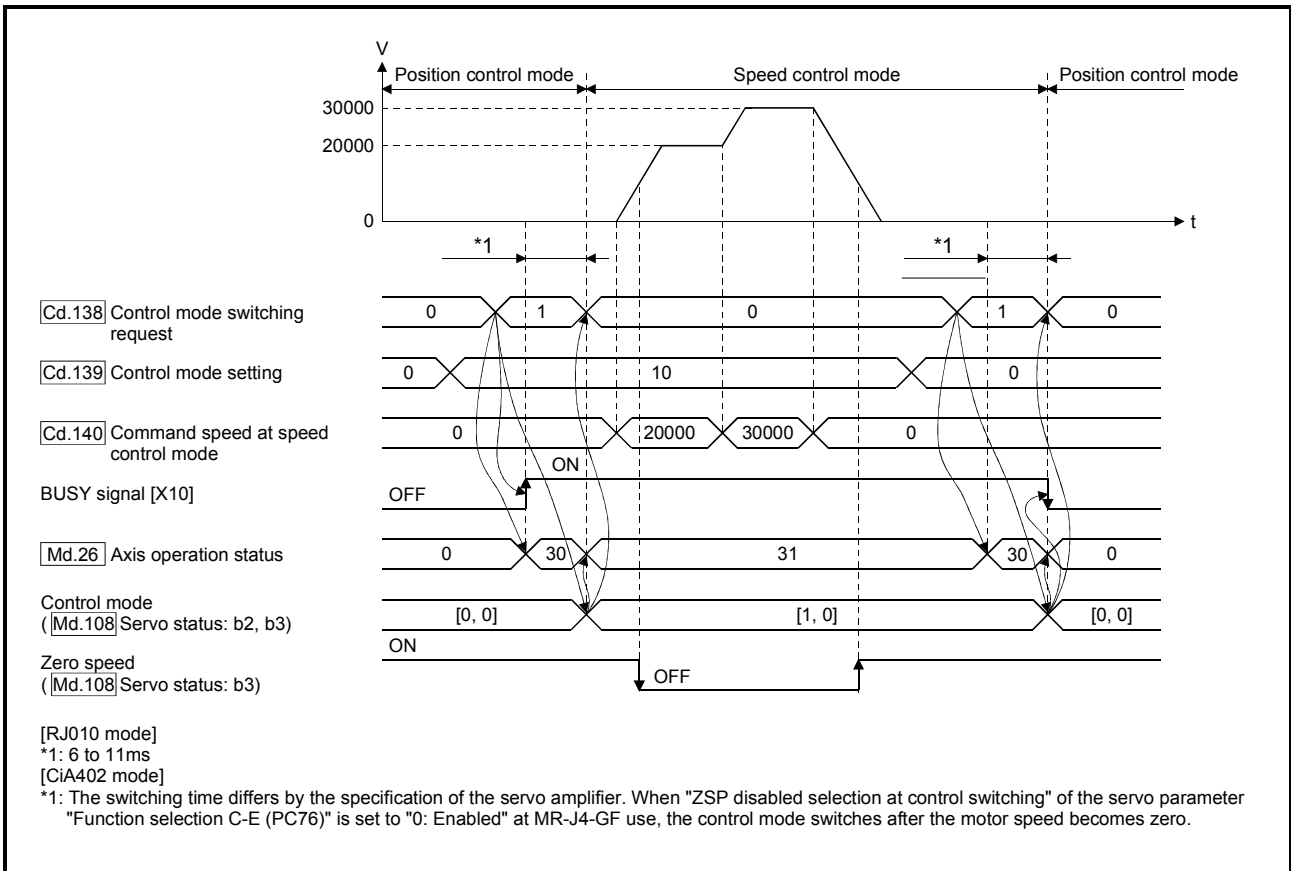 V
Position control mode
Speed control mode
Position control mode
30000
20000
0
t
*1
*1
Cd.138 Control mode switching
request
0
1
0
1
0
Cd.139 Control mode setting
0
10
0
Cd.140 Command speed at speed
control mode
0
20000
30000
0
BUSY signal [X10]
OFF
ON
Md.26 Axis operation status
0
30
31
30
0
Control mode
( Md.108 Servo status: b2, b3)
[0, 0]
[1, 0]
[0, 0]
Zero speed
( Md.108 Servo status: b3)
ON
OFF
[RJ010 mode]
*1: 6 to 11ms
[CiA402 mode]
*1: The switching time differs by the specification of the servo amplifier. When "ZSP disabled selection at control switching" of the servo parameter
"Function selection C-E (PC76)" is set to "0: Enabled" at MR-J4-GF use, the control mode switches after the motor speed becomes zero.